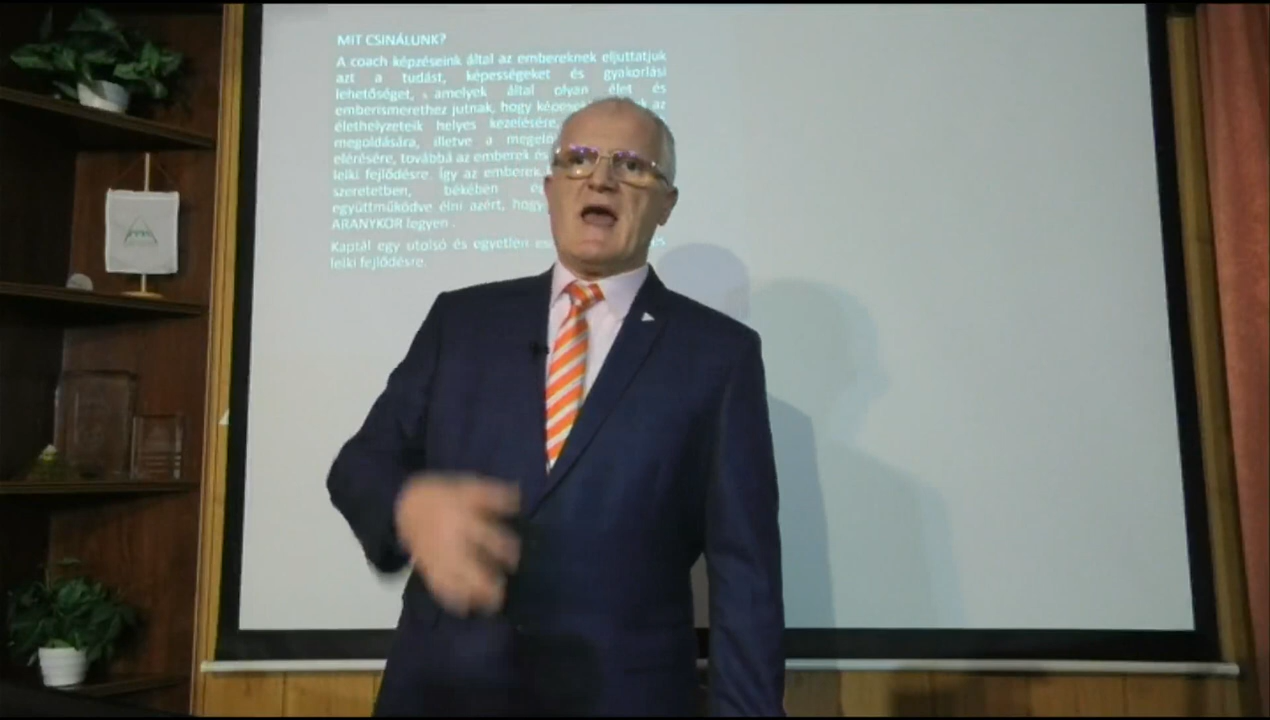 MIT CSINÁLUNK?
A coach képzéseink által az embereknek eljuttatjuk
azt a tudást, képességeket és gyakorlási
lehetőséget, amelyek által olyan élet és
emberismerethez jutnak, hogy az
élethelyzeteik helyes kezelésére,
megoldására, illetve a
elérésére, továbbá az emberek
lelki fejlődésre. Így az emberek
szeretetben, békében
együttműködve élni azért, hogy
ARANYKOR legyen .
Kaptál egy utolsó és egyetlen
lelki fejlődésre.